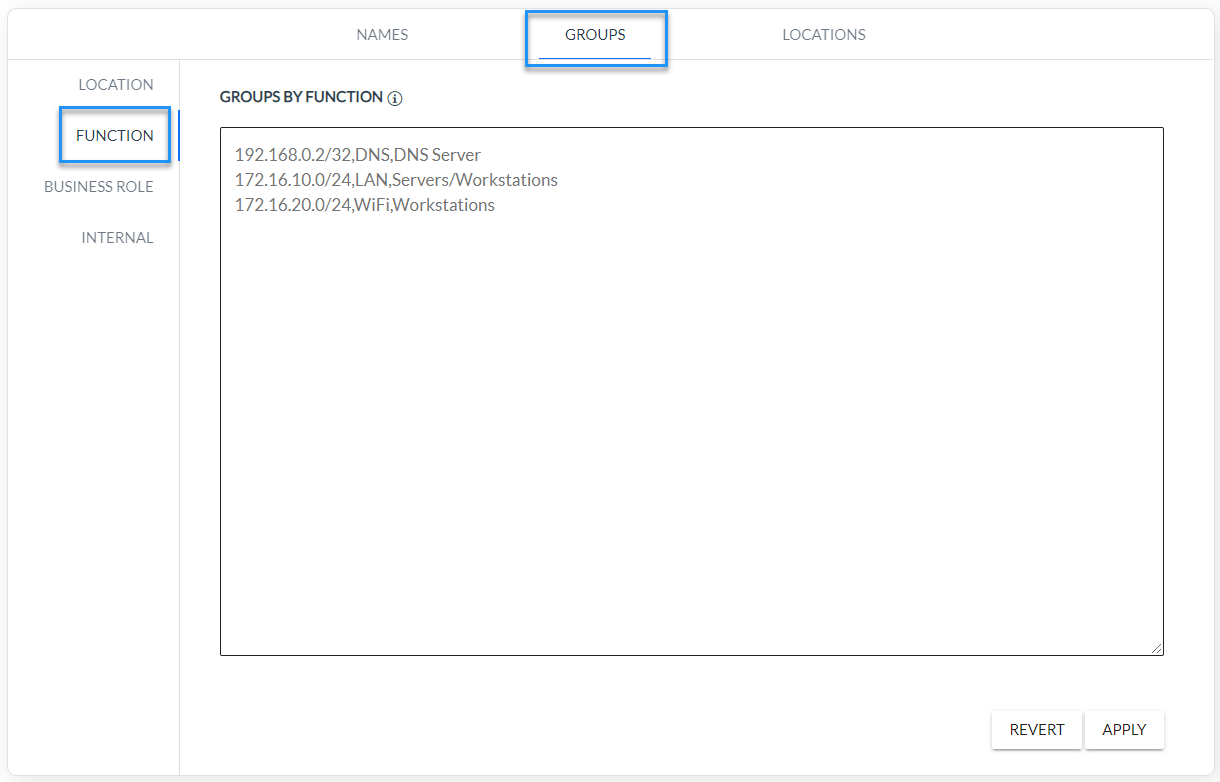 NAMES
GROUPS
LOCATIONS
LOCATION
FUNCTION
BUSINESS ROLE
INTERNAL
GROUPS BY FUNCTION
192.168.0.2/32,DNS,DNS Server
172.16.10.0/24,LAN,Servers/Workstations
172.16.20.0/24,WiFi,Workstations
REVERT
APPLY